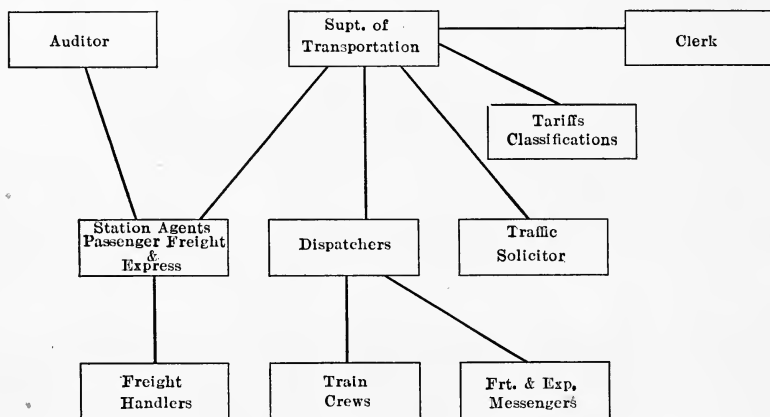 Auditor
Supt. of
Transportation
Clerk
Tariffs
Classifications
Station Agents
Passenger Freight
&
Express
Dispatchers
Traffic
Solicitor
Freight
Handlers
Train
Crews
Frt. & Exp.
Messengers